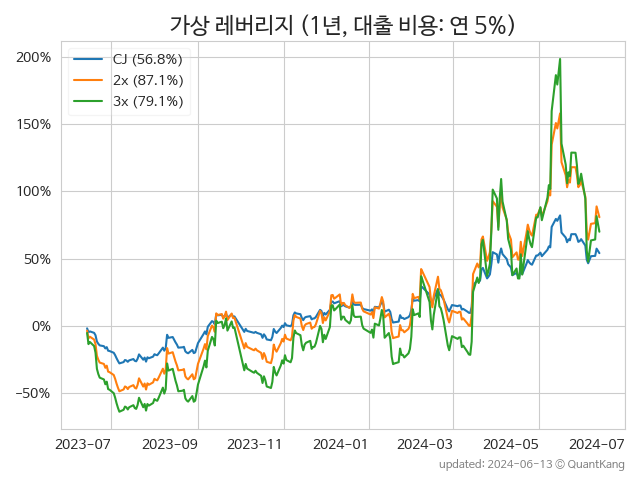 가상 레버리지 (1년, 대출 비용: 연 5%)
CJ (56.8%)
2x (87.1%)
3x (79.1%)
200%
150%
100%
50%
0%
−50%
2023-07 2023-09 2023-11 2024-01 2024-03 2024-05 2024-07
updated: 2024-06-13 © QuantKang